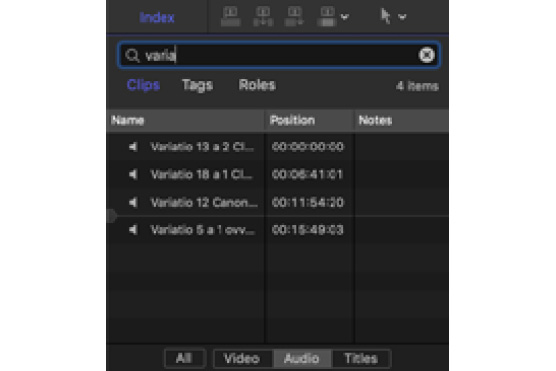 Index
varia
Clips Tags Roles 4 items
Name Position Notes
Variatio 13 a 2 Cl... 00:00:00:00
Variatio 18 a 1 Cl... 00:06:41:01
Variatio 12 Canon... 00:11:54:20
Variatio 5 a 1 ovv... 00:15:49:03
All Video Audio Titles